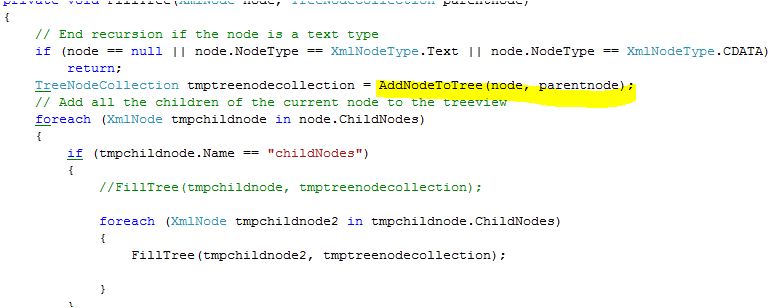 private void FillTree(XmlNode node, TreeNodeCollection parentnode)
{
// End recursion if the node is a text type
if (node == null || node.NodeType == XmlNodeType.Text || node.NodeType == XmlNodeType.CDATA)
return;
TreeNodeCollection tmptreenodecollection = AddNodeToTree(node, parentnode);
// Add all the children of the current node to the treeview
foreach (XmlNode tmpchildnode in node.ChildNodes)
{
if (tmpchildnode.Name == "childNodes")
{
//FillTree(tmpchildnode, tmptreenodecollection);
foreach (XmlNode tmpchildnode2 in tmpchildnode.ChildNodes)
{
FillTree(tmpchildnode2, tmptreenodecollection);
}
}